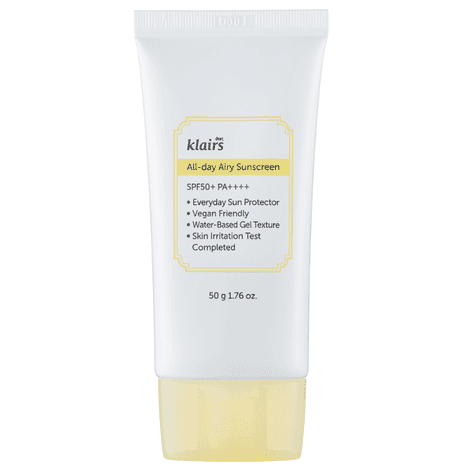 dear,
klairs
All-day Airy Sunscreen
SPF50+ PA++++
• Everyday Sun Protector
• Vegan Friendly
• Water-Based Gel Texture
• Skin Irritation Test
Completed
50 g 1.76 oz.